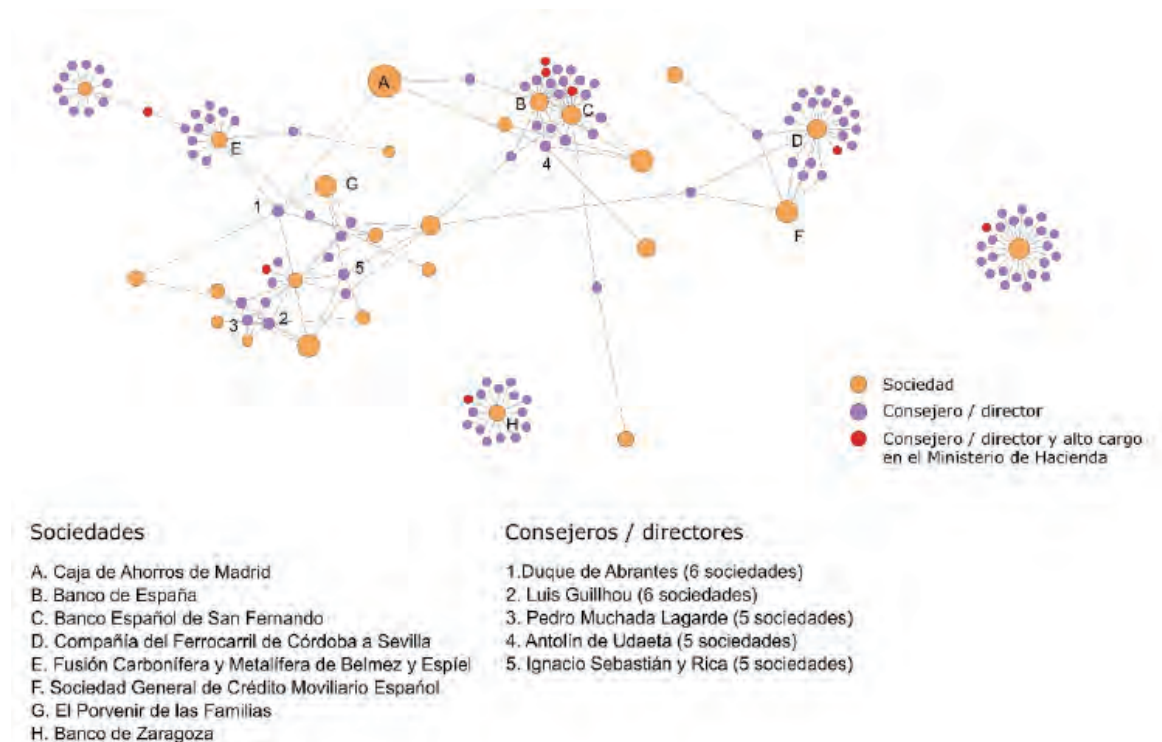 A
B
C
D
E
F
G
H
1
2
3
4
5
Sociedad
Consejero / director
Consejero / director y alto cargo
en el Ministerio de Hacienda
Sociedades
A. Caja de Ahorros de Madrid
B. Banco de España
C. Banco Español de San Fernando
D. Compañía del Ferrocarril de Córdoba a Sevilla
E. Fusión Carbonífera y Metalífera de Belmez y Espiel
F. Sociedad General de Crédito Moviliario Español
G. El Porvenir de las Familias
H. Banco de Zaragoza
Consejeros / directores
1.Duque de Abrantes (6 sociedades)
2. Luis Guillhou (6 sociedades)
3. Pedro Muchada Lagarde (5 sociedades)
4. Antolín de Udaeta (5 sociedades)
5. Ignacio Sebastián y Rica (5 sociedades)